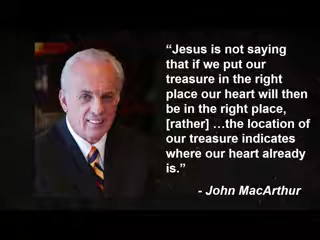 “Jesus is not saying
that if we put our
treasure in the right
place our heart will then
be in the right place,
[rather] …the location of
our treasure indicates
where our heart already
is.”
- John MacArthur